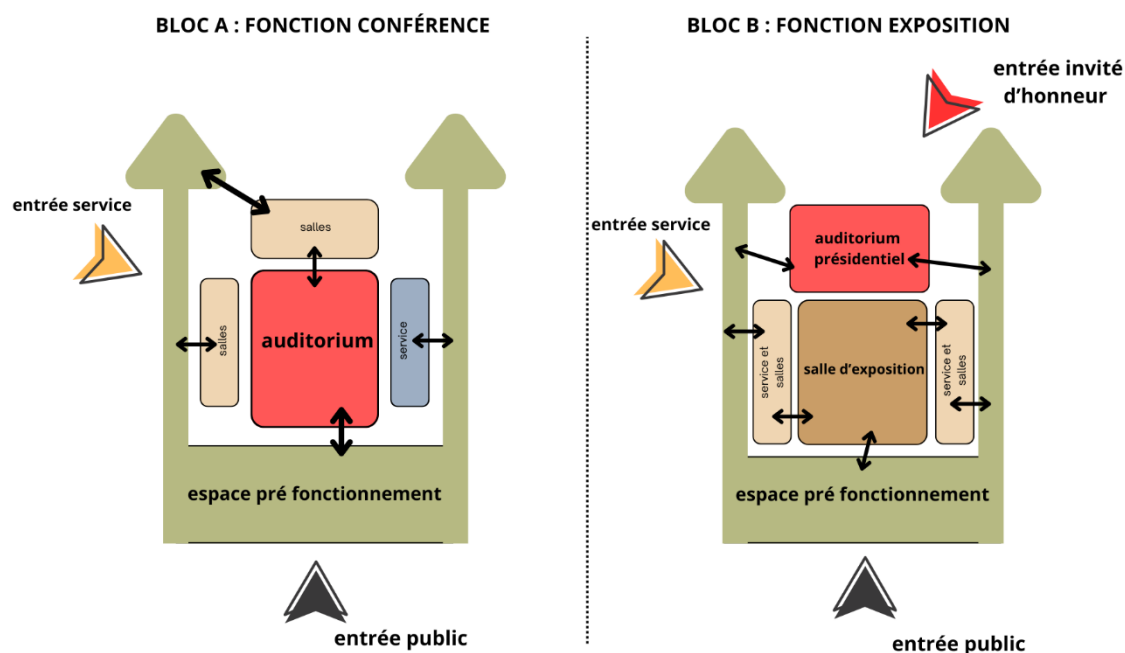 BLOC A : FONCTION CONFÉRENCE
entrée service
salles
salles
auditorium
service
espace pré fonctionnement
entrée public
BLOC B : FONCTION EXPOSITION
entrée invité
d’honneur
entrée service
auditorium
présidentiel
service et
salles
salle d'exposition
service et
salles
espace pré fonctionnement
entrée public